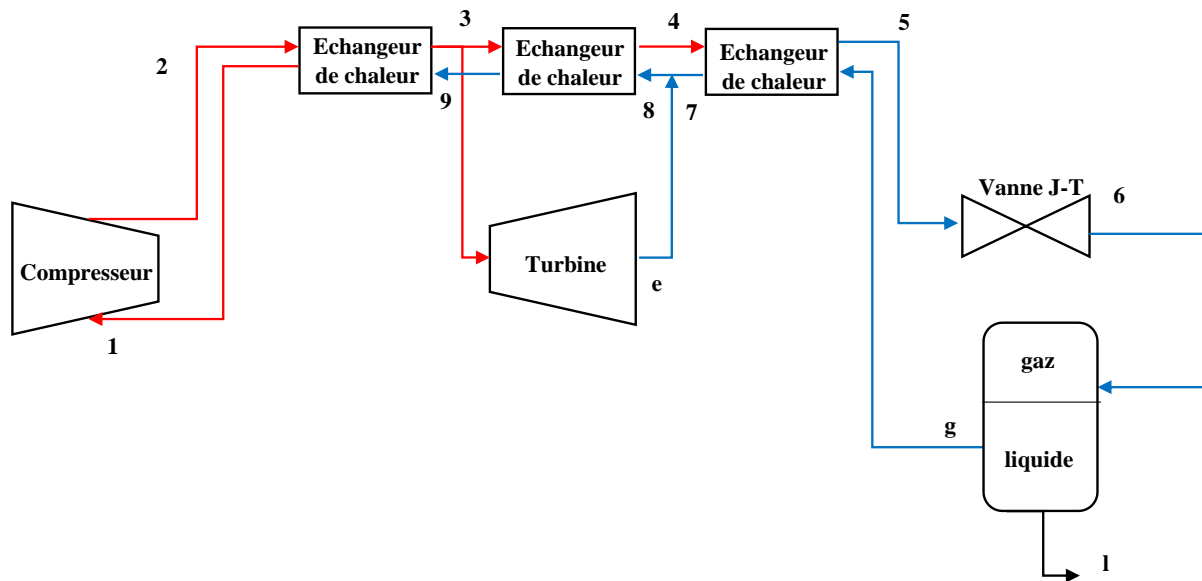 3
4
5
2
Echangeur
de chaleur
Echangeur
de chaleur
Echangeur
de chaleur
9
8
7
Vanne J-T
6
Compresseur
Turbine
e
1
gaz
g
liquide
l